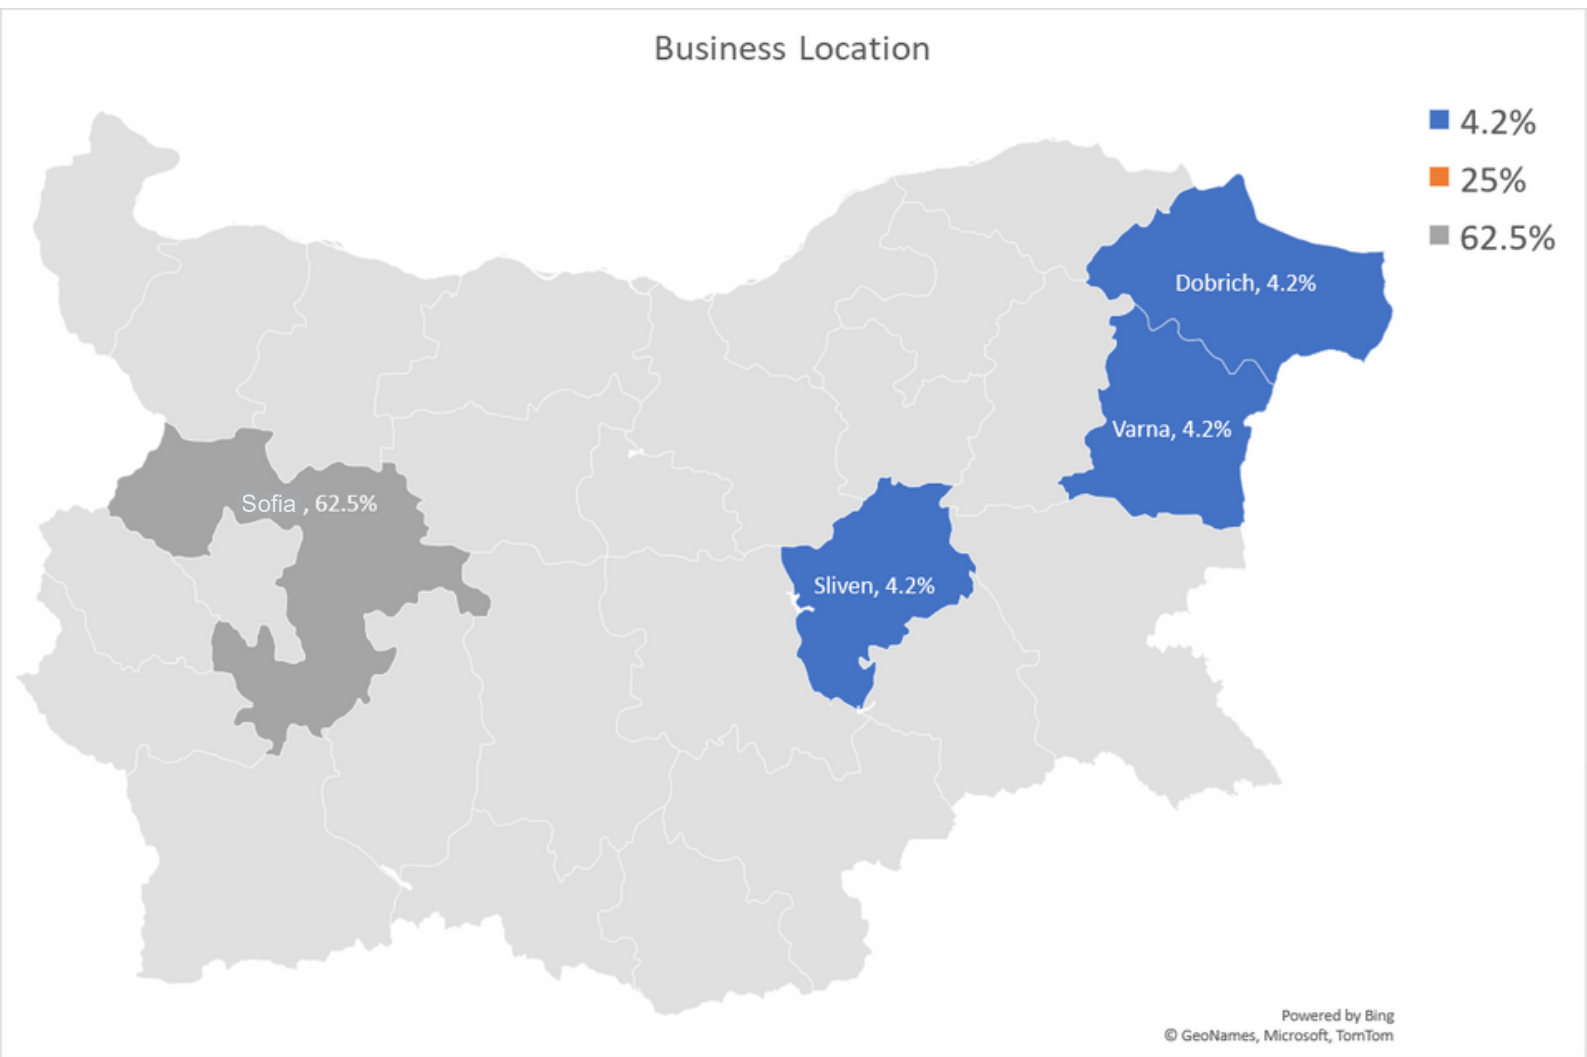 Business Location
4.2%
25%
62.5%
Dobrich, 4.2%
Varna, 4.2%
Sofia , 62.5%
Sliven, 4.2%
Powered by Bing
© GeoNames, Microsoft, TomTom